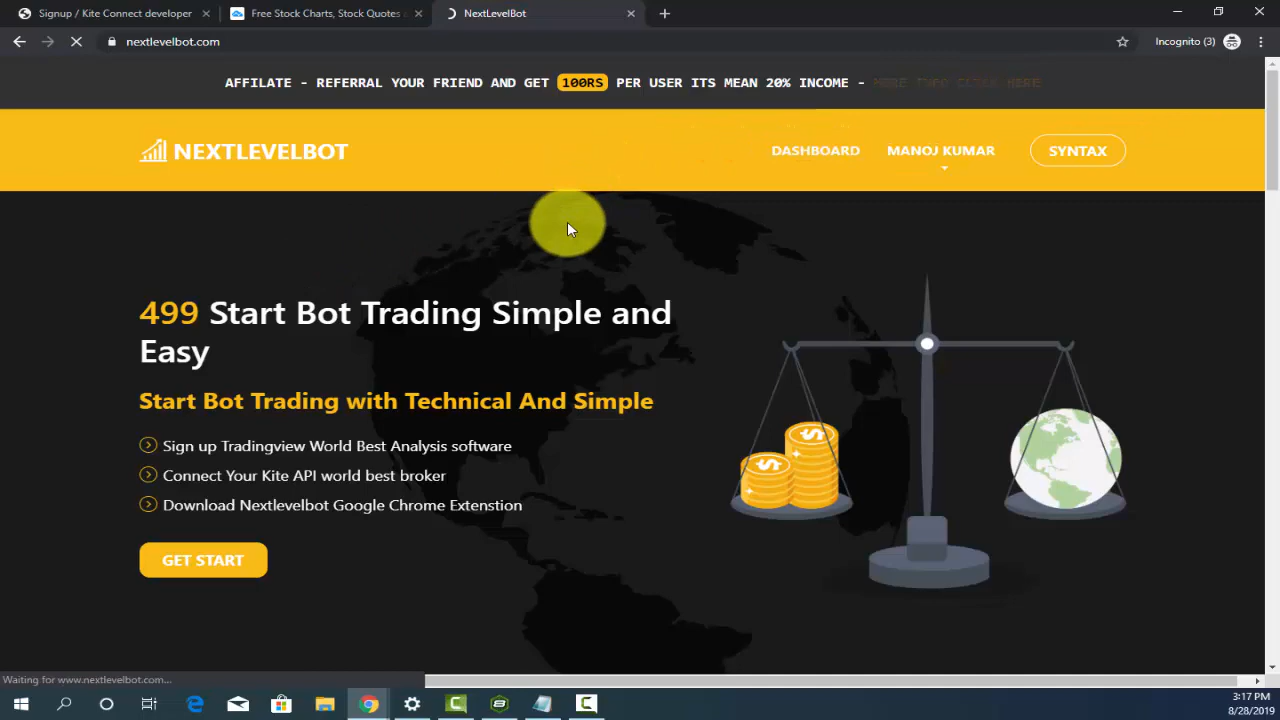 Signup / Kite Connect developer
Free Stock Charts, Stock Quotes
NextLevelBot
nextlevelbot.com
Incognito (3)
AFFILATE - REFERRAL YOUR FRIEND AND GET 100RS PER USER ITS MEAN 20% INCOME -
NEXTLEVELBOT
DASHBOARD
MANOJ KUMAR
SYNTAX
499 Start Bot Trading Simple and
Easy
Start Bot Trading with Technical And Simple
Sign up Tradingview World Best Analysis software
Connect Your Kite API world best broker
Download Nextlevelbot Google Chrome Extenstion
GET START
Waiting for www.nextlevelbot.com...
3:17 PM
8/28/2019